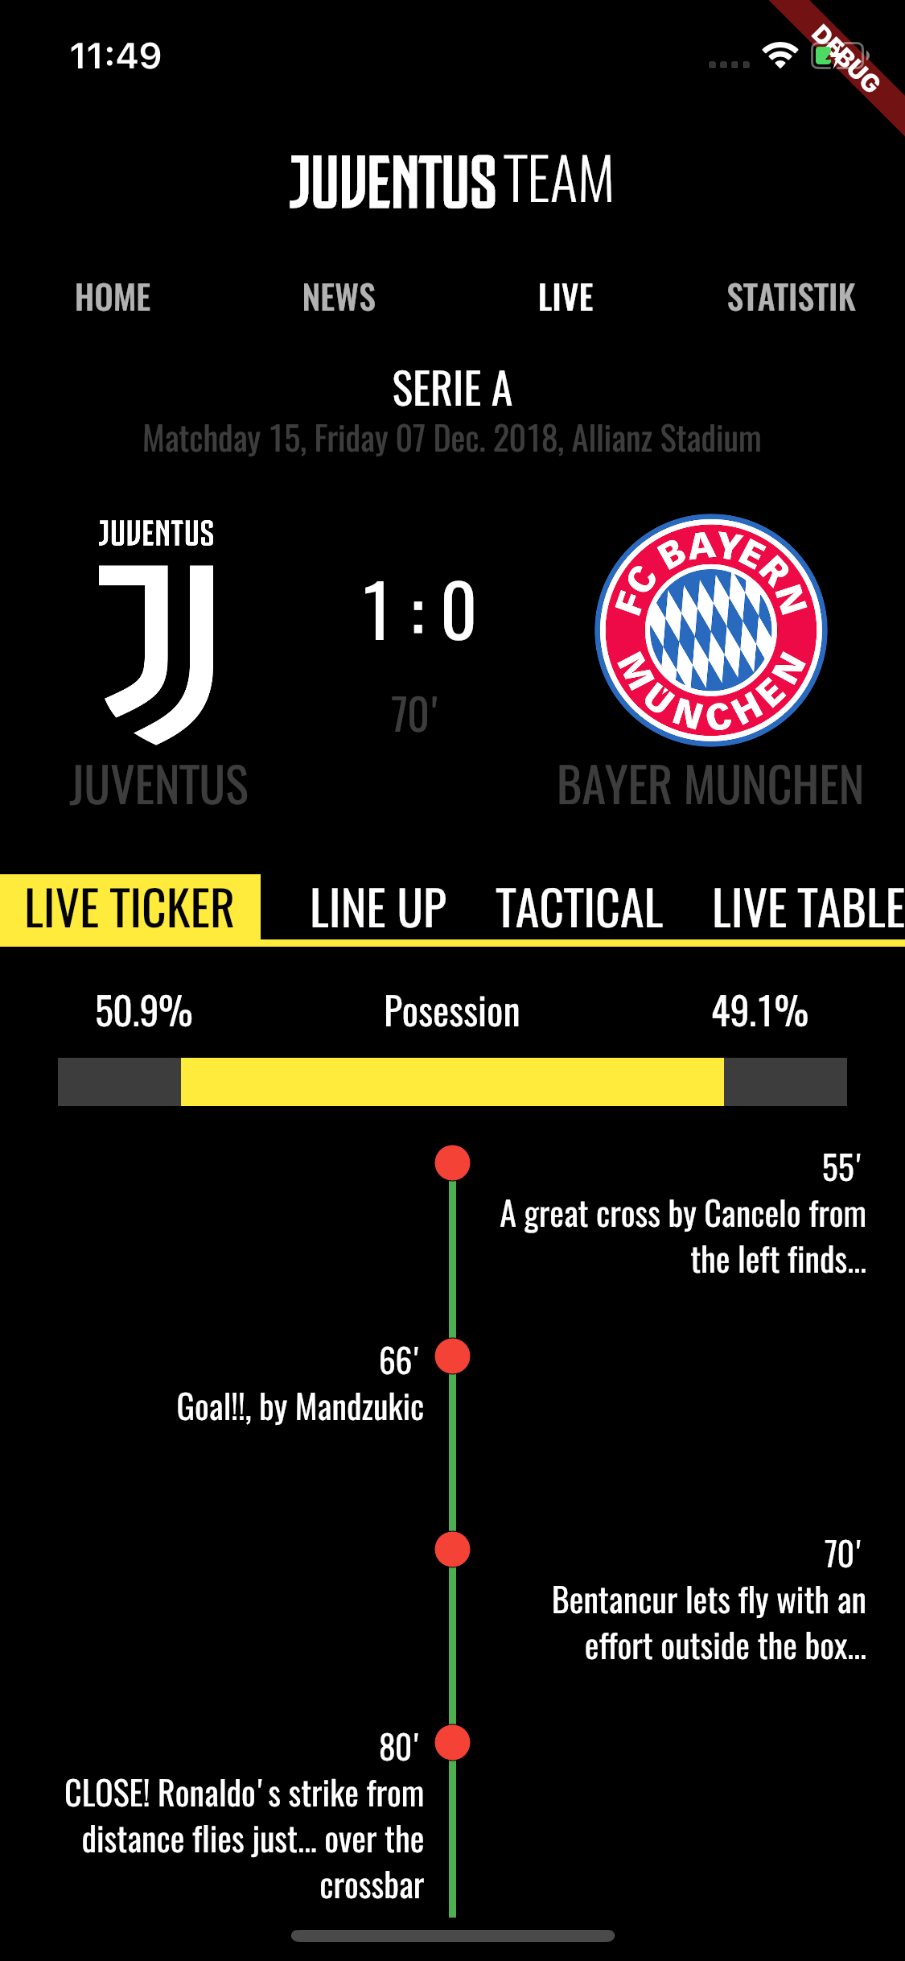 11:49
DEBUG
JUVENTUS TEAM
HOME NEWS LIVE STATISTIK
SERIE A
Matchday 15, Friday 07 Dec. 2018, Allianz Stadium
JUVENTUS
FC BAYERN
MÜNCHEN
1 : 0
70'
JUVENTUS BAYER MUNCHEN
LIVE TICKER LINE UP TACTICAL LIVE TABLE
50.9% Posession 49.1%
55'
A great cross by Cancelo from
the left finds...
66'
Goal!!, by Mandzukic
70'
Bentancur lets fly with an
effort outside the box...
80'
CLOSE! Ronaldo's strike from
distance flies just... over the
crossbar